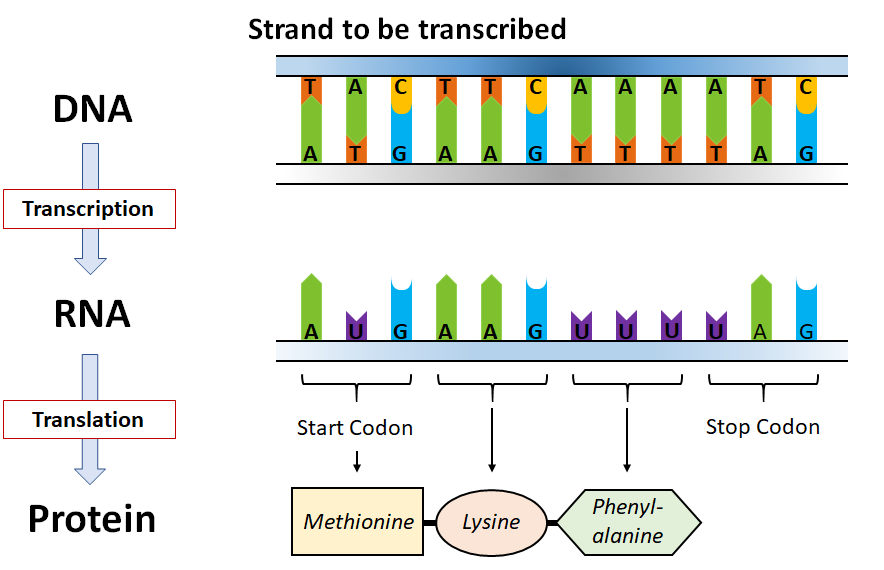 Strand to be transcribed
DNA
T A C T T C A A A A T C
A T G A A G T T T T A G
Transcription
RNA
A U G A A G U U U U A G
Translation
Start Codon
Stop Codon
Protein
Methionine
Lysine
Phenyl-
alanine